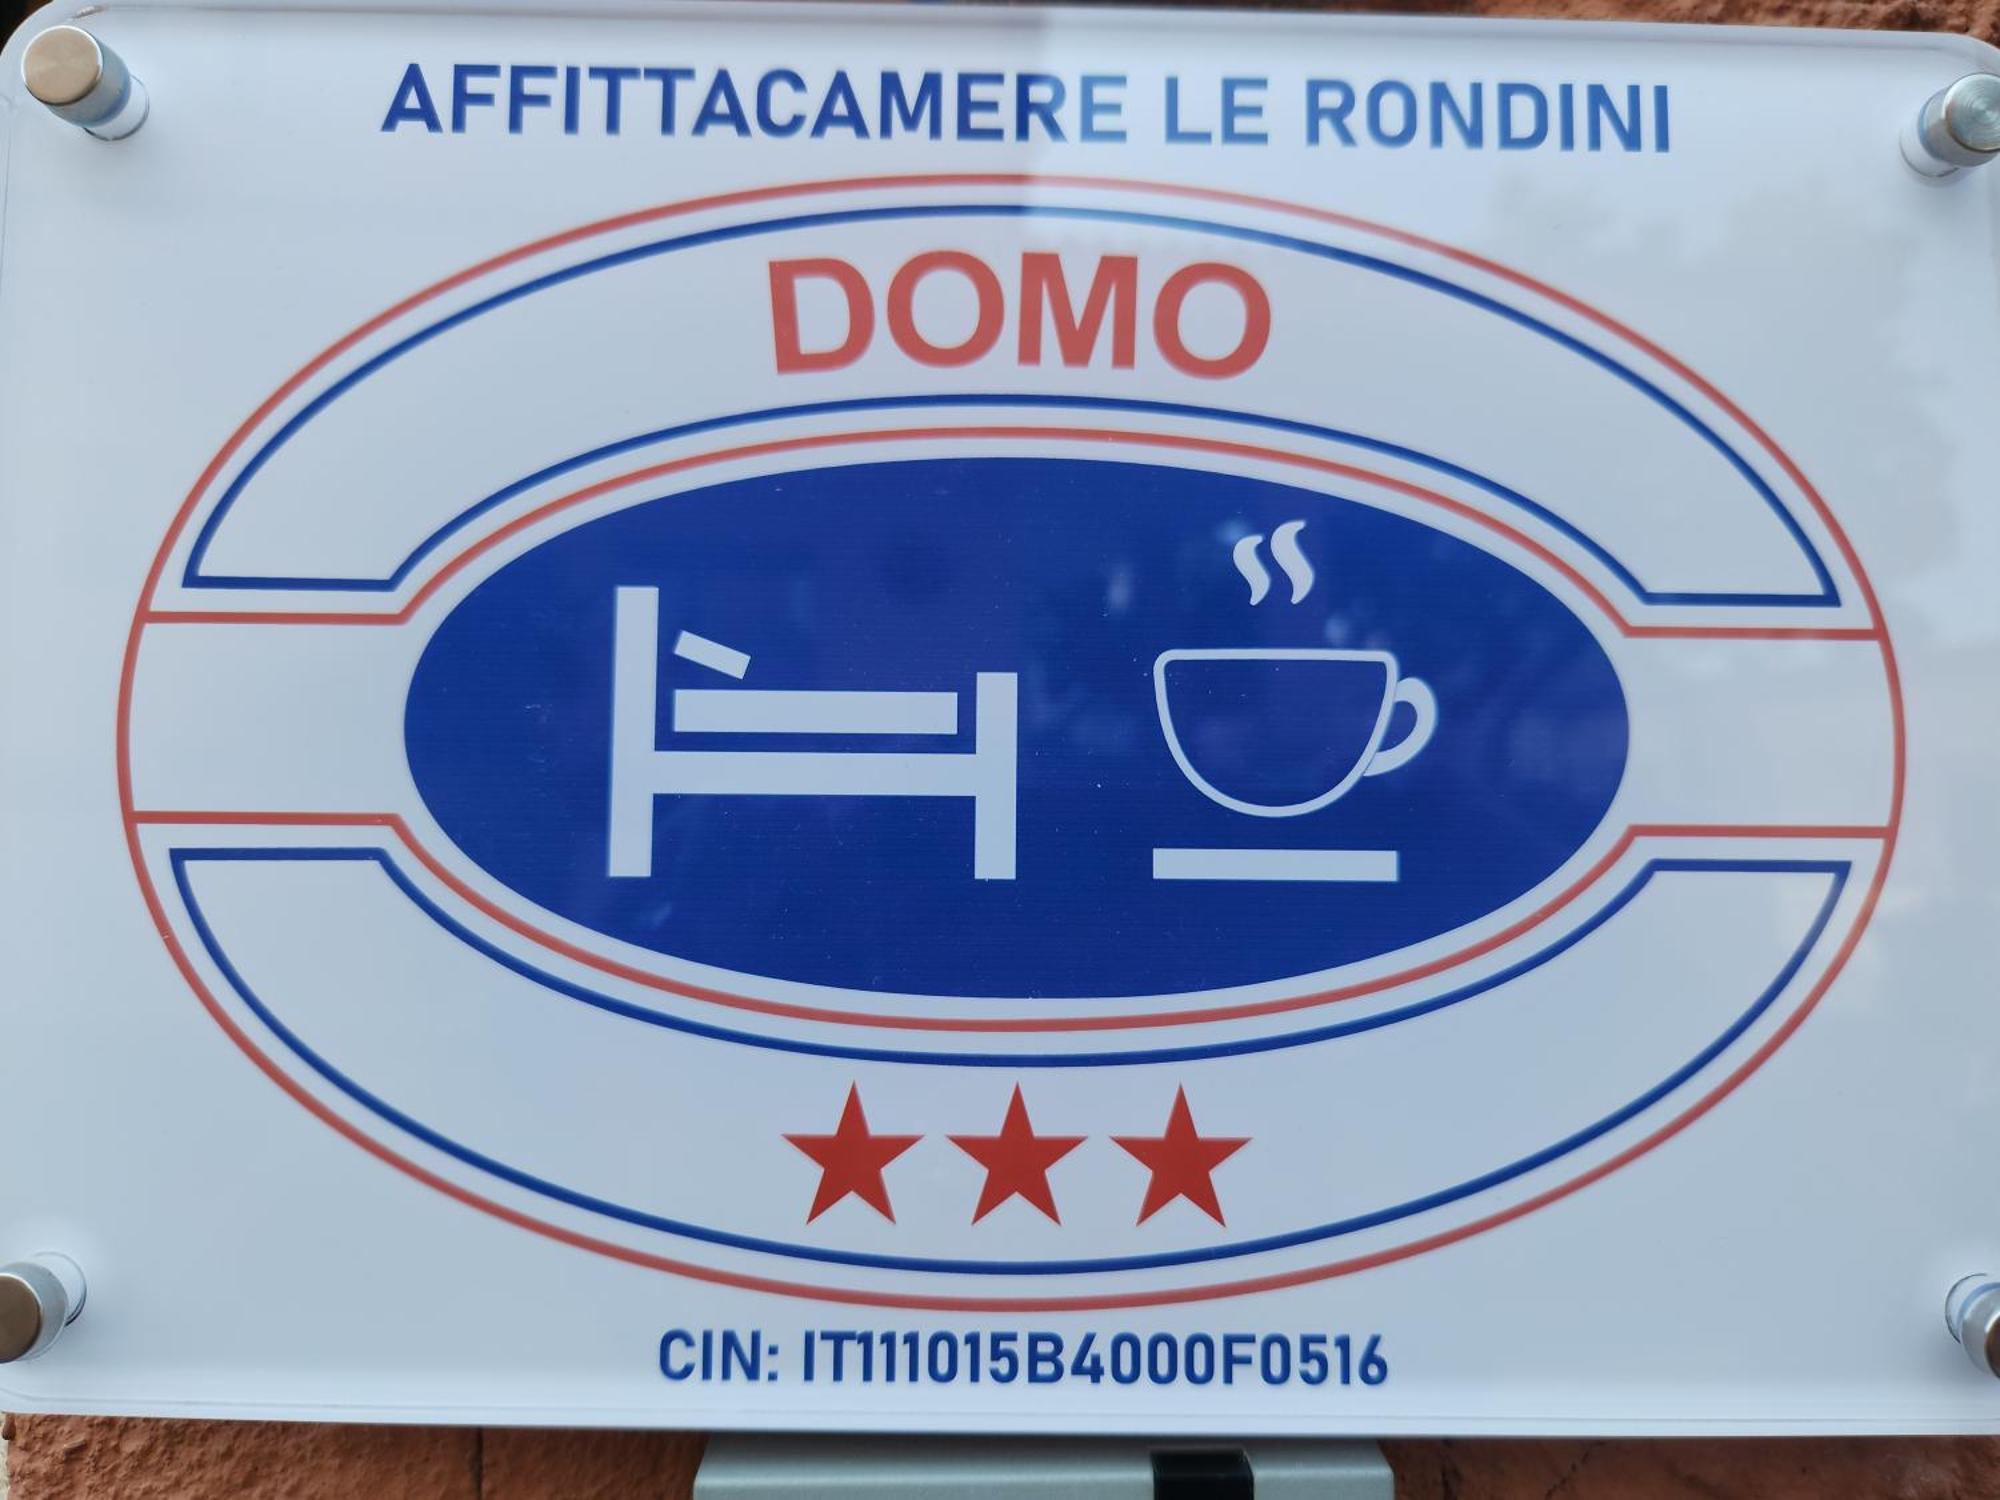 AFFITTACAMERE LE RONDINI
DOMO
CIN: IT111015B4000F0516